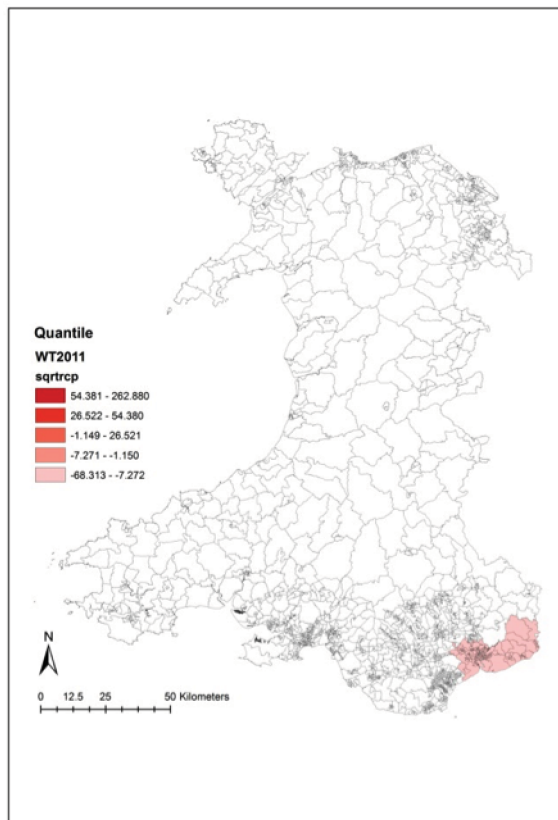 Quantile
WT2011
sqrtrcp
54.381 - 262.880
26.522 - 54.380
-1.149 - 26.521
-7.271 - -1.150
-68.313 - -7.272
N
0 12.5 25 50 Kilometers